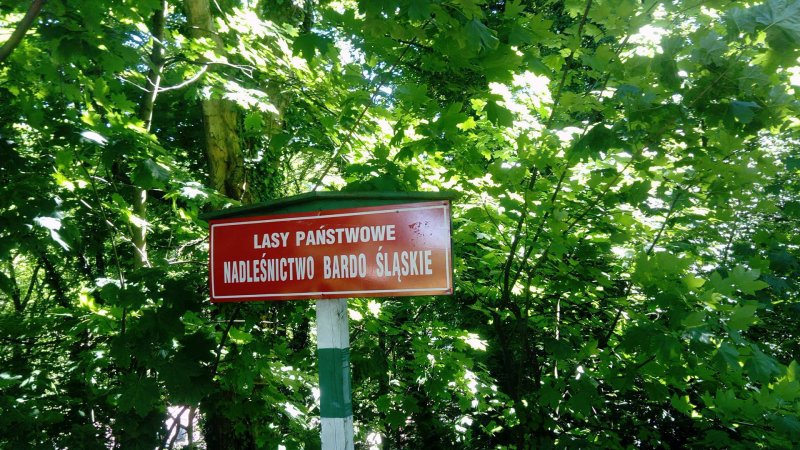 LASY PAŃSTWOWE
NADLEŚNICTWO BARDO ŚLĄSKIE